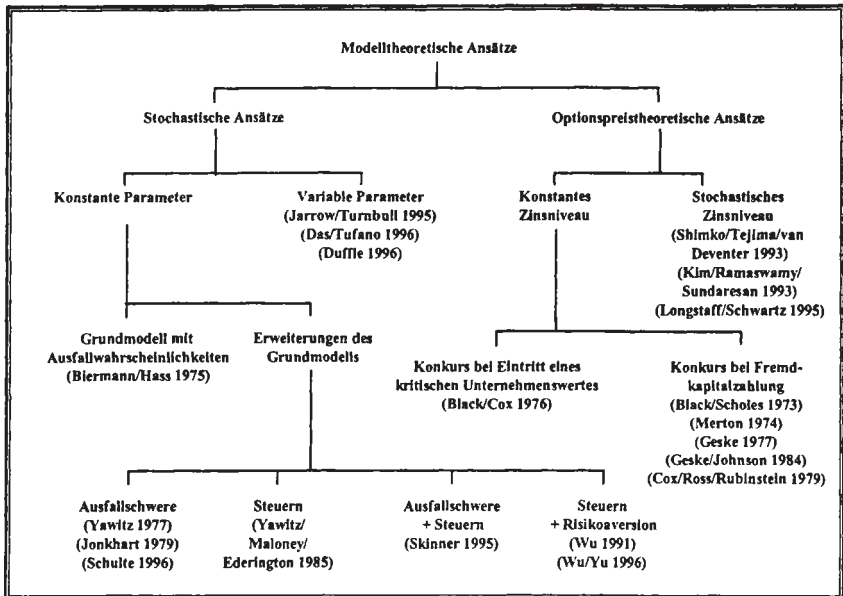 Modelltheoretische Ansätze
Stochastische Ansätze
Optionspreistheoretische Ansätze
Konstante Parameter
Variable Parameter
(Jarrow/Turnbull 1995)
(Das/Tufano 1996)
(Duffie 1996)
Konstantes
Zinsniveau
Stochastisches
Zinsniveau
(Shimko/Tejima/van
Deventer 1993)
(Kim/Ramaswamy/
Sundaresan 1993)
(Longstaff/Schwartz 1995)
Grundmodell mit
Ausfallwahrscheinlichkeiten
(Biermann/Hass 1975)
Erweiterungen des
Grundmodells
Konkurs bei Eintritt eines
kritischen Unternehmenswertes
(Black/Cox 1976)
Konkurs bei Fremd-
kapitalzahlung
(Black/Scholes 1973)
(Merton 1974)
(Geske 1977)
(Geske/Johnson 1984)
(Cox/Ross/Rubinstein 1979)
Ausfallschwere
(Yawitz 1977)
(Jonkhart 1979)
(Schulte 1996)
Steuern
(Yawitz/
Maloney/
Ederington 1985)
Ausfallschwere
+ Steuern
(Skinner 1995)
Steuern
+ Risikoaversion
(Wu 1991)
(Wu/Yu 1996)